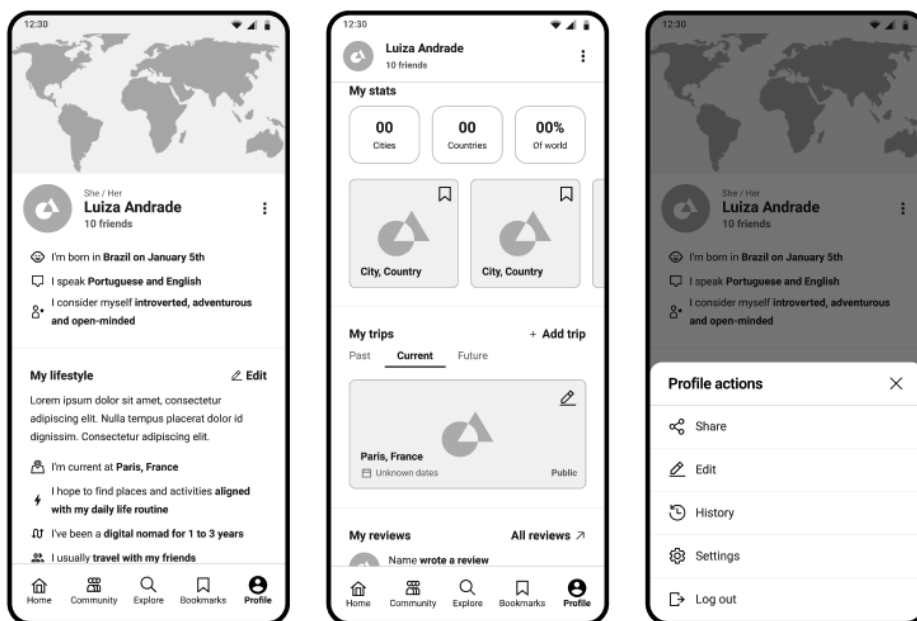 12:30
She / Her
Luiza Andrade
10 friends
I'm born in Brazil on January 5th
I speak Portuguese and English
I consider myself introverted, adventurous
and open-minded
My lifestyle
Edit
Lorem ipsum dolor sit amet, consectetur
adipiscing elit. Nulla tempus placerat dolor id
dignissim. Consectetur adipiscing elit.
I'm current at Paris, France
I hope to find places and activities aligned
with my daily life routine
I've been a digital nomad for 1 to 3 years
I usually travel with my friends
Home Community Explore Bookmarks Profile
12:30
Luiza Andrade
10 friends
My stats
00 00 00%
Cities Countries Of world
City, Country City, Country
My trips + Add trip
Past Current Future
Paris, France
Unknown dates Public
My reviews All reviews
Name wrote a review
Home Community Explore Bookmarks Profile
12:30
She / Her
Luiza Andrade
10 friends
I'm born in Brazil on January 5th
I speak Portuguese and English
I consider myself introverted, adventurous
and open-minded
Profile actions
Share
Edit
History
Settings
Log out